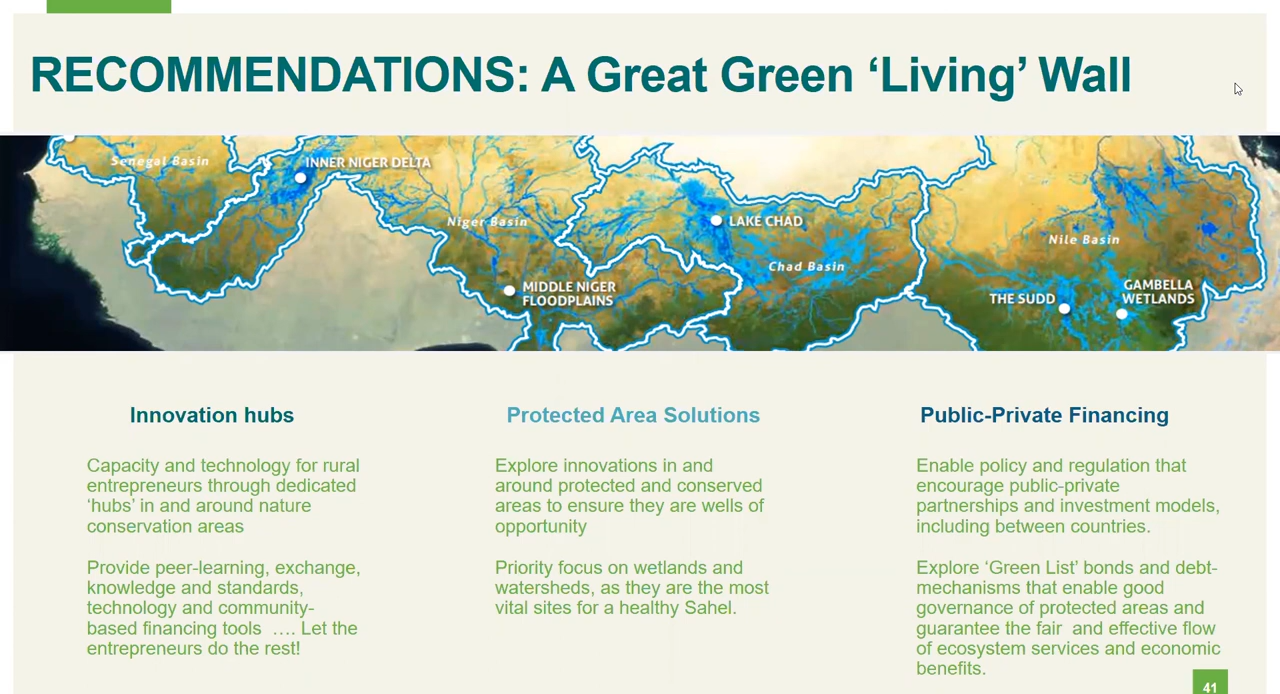 RECOMMENDATIONS: A Great Green ‘Living’ Wall
Senegal Basin
INNER NIGER DELTA
Niger Basin
LAKE CHAD
Nile Basin
Chad Basin
MIDDLE NIGER
FLOODPLAINS
THE SUDD
GAMBELLA
WETLANDS
Innovation hubs
Capacity and technology for rural
entrepreneurs through dedicated
‘hubs’ in and around nature
conservation areas
Provide peer-learning, exchange,
knowledge and standards,
technology and community-
based financing tools …. Let the
entrepreneurs do the rest!
Protected Area Solutions
Explore innovations in and
around protected and conserved
areas to ensure they are wells of
opportunity
Priority focus on wetlands and
watersheds, as they are the most
vital sites for a healthy Sahel.
Public-Private Financing
Enable policy and regulation that
encourage public-private
partnerships and investment models,
including between countries.
Explore ‘Green List’ bonds and debt-
mechanisms that enable good
governance of protected areas and
guarantee the fair and effective flow
of ecosystem services and economic
benefits.
41